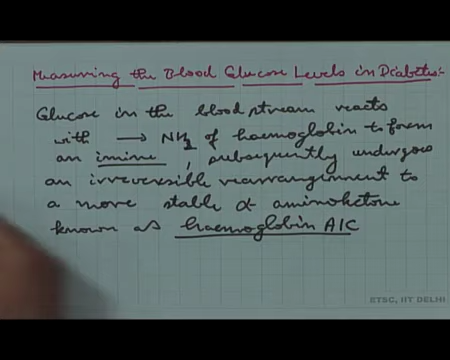 Measuring the Blood Glucose Levels in Diabetes:-
Glucose in the blood stream reacts
with ⟶ NH2 of haemoglobin to form
an imine, subsequently undergoes
an irreversible rearrangement to
a more stable α aminoketone
known as haemoglobin A1C
ETSC, IIT DELHI